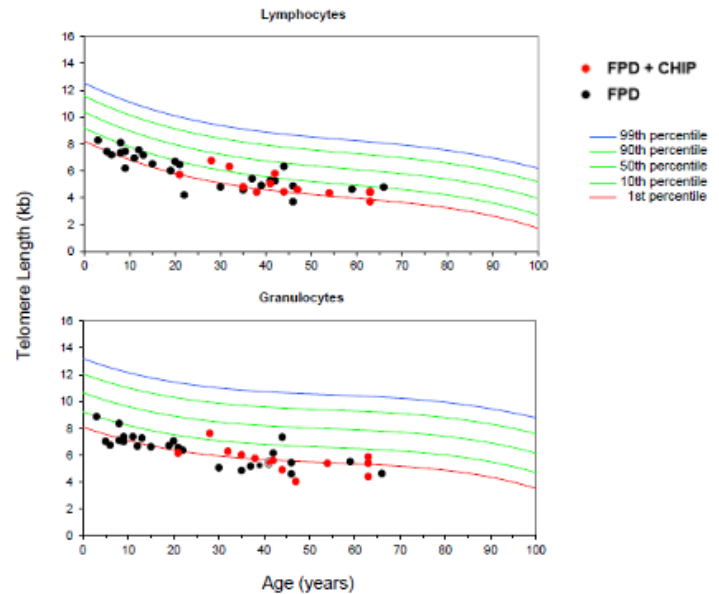 Lymphocytes
16
14
12
10
8
6
4
2
0
0 10 20 30 40 50 60 70 80 90 100
FPD + CHIP
FPD
99th percentile
90th percentile
50th percentile
10th percentile
1st percentile
Telomere Length (kb)
Granulocytes
16
14
12
10
8
6
4
2
0
0 10 20 30 40 50 60 70 80 90 100
Age (years)